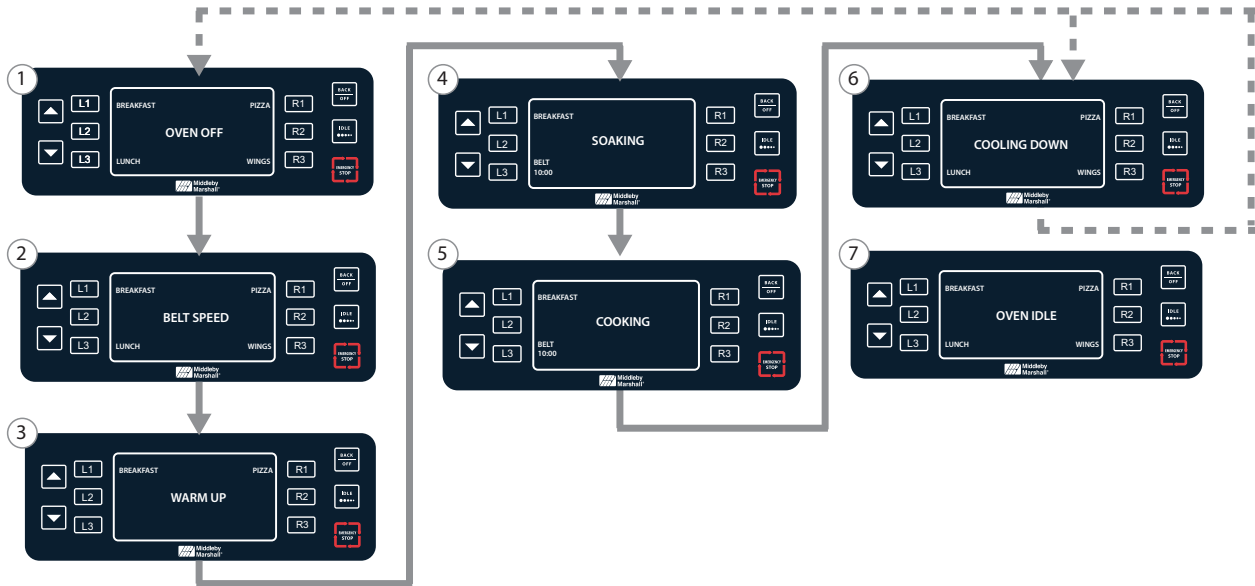 1
L1
L2
L3
BREAKFAST PIZZA
OVEN OFF
LUNCH WINGS
R1
R2
R3
BACK
OFF
IDLE
EMERGENCY
STOP
Middleby
Marshall®
2
L1
L2
L3
BREAKFAST PIZZA
BELT SPEED
LUNCH WINGS
R1
R2
R3
BACK
OFF
IDLE
EMERGENCY
STOP
Middleby
Marshall®
3
L1
L2
L3
BREAKFAST PIZZA
WARM UP
R1
R2
R3
BACK
OFF
IDLE
EMERGENCY
STOP
Middleby
Marshall®
4
L1
L2
L3
BREAKFAST
SOAKING
BELT
10:00
R1
R2
R3
BACK
OFF
IDLE
EMERGENCY
STOP
Middleby
Marshall®
5
L1
L2
L3
BREAKFAST
COOKING
BELT
10:00
R1
R2
R3
BACK
OFF
IDLE
EMERGENCY
STOP
Middleby
Marshall®
6
L1
L2
L3
BREAKFAST PIZZA
COOLING DOWN
LUNCH WINGS
R1
R2
R3
BACK
OFF
IDLE
EMERGENCY
STOP
Middleby
Marshall®
7
L1
L2
L3
BREAKFAST PIZZA
OVEN IDLE
LUNCH WINGS
R1
R2
R3
BACK
OFF
IDLE
EMERGENCY
STOP
Middleby
Marshall®